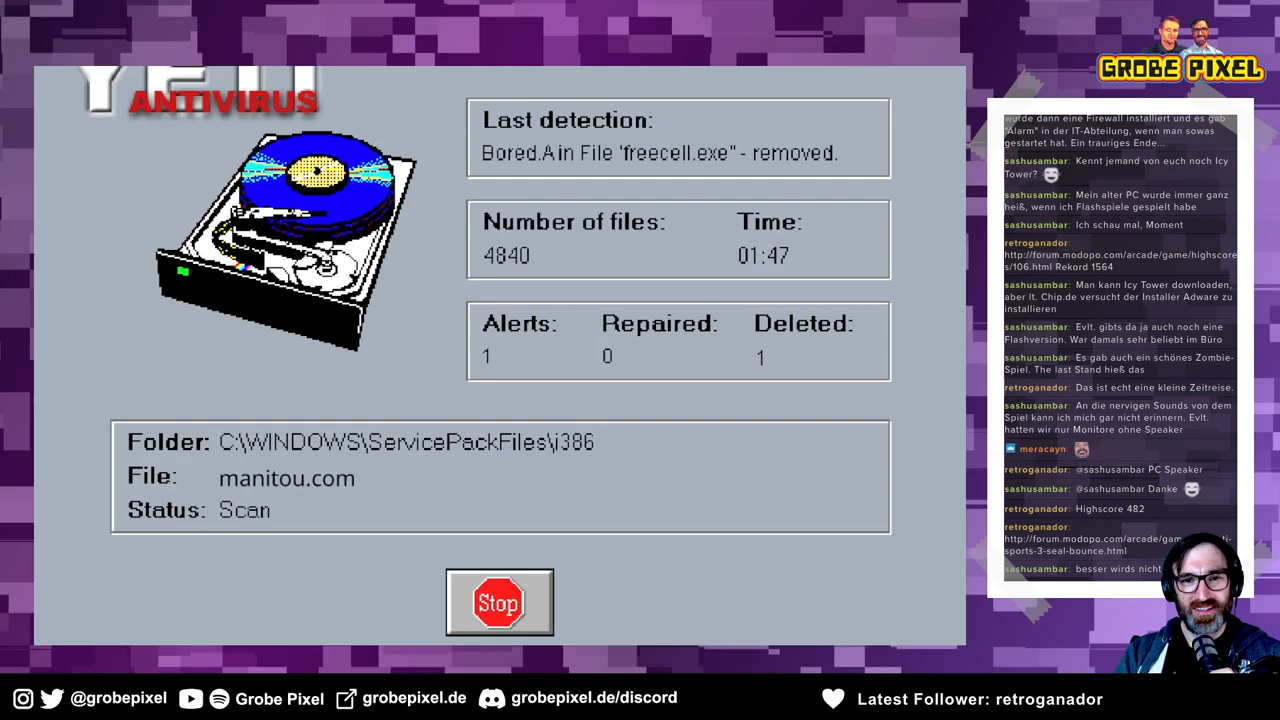 YETI
ANTIVIRUS
Last detection:
Bored.A in File 'freecell.exe" - removed.
Number of files: Time:
4840 01:47
Alerts: Repaired: Deleted:
1 0 1
Folder: C:\WINDOWS\ServicePackFiles\i386
File: manitou.com
Status: Scan
Stop
GROBE PIXEL
wurde dann eine Firewall installiert und es gab
"Alarm" in der IT-Abteilung, wenn man sowas
gestartet hat. Ein trauriges Ende...
sashusambar: Kennt jemand von euch noch Icy
Tower?
sashusambar: Mein alter PC wurde immer ganz
heiß, wenn ich Flashspiele gespielt habe
sashusambar: Ich schau mal, Moment
retroganador:
http://forum.modopo.com/arcade/game/highscore
s/106.html Rekord 1564
sashusambar: Man kann Icy Tower downloaden,
aber lt. Chip.de versucht der Installer Adware zu
installieren
sashusambar: Evlt. gibts da ja auch noch eine
Flashversion. War damals sehr beliebt im Büro
sashusambar: Es gab auch ein schönes Zombie-
Spiel. The last Stand hieß das
retroganador: Das ist echt eine kleine Zeitreise.
sashusambar: An die nervigen Sounds von dem
Spiel kann ich mich gar nicht erinnern. Evlt.
hatten wir nur Monitore ohne Speaker
meracayn:
retroganador: @sashusambar PC Speaker
sashusambar: @sashusambar Danke
retroganador: Highscore 482
retroganador:
http://forum.modopo.com/arcade/gam ti-
sports-3-seal-bounce.html
sashusambar: besser wirds nicht
@grobepixel Grobe Pixel grobepixel.de grobepixel.de/discord Latest Follower: retroganador